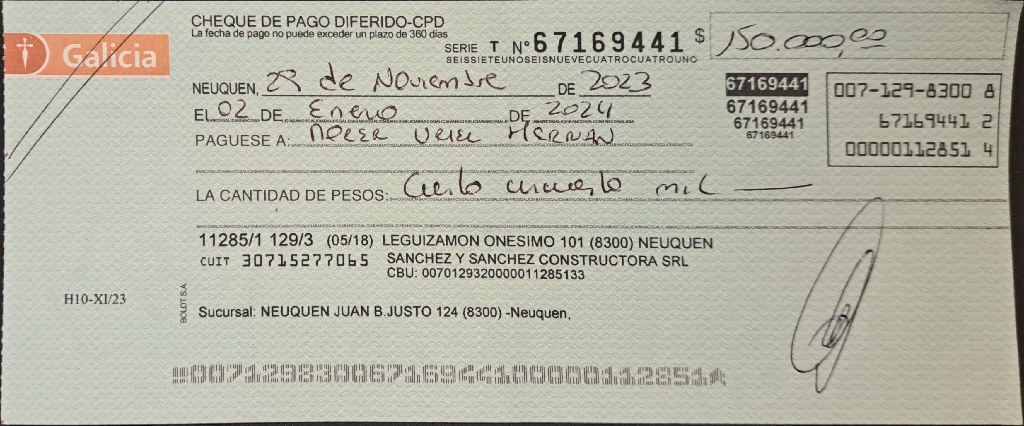 CHEQUE DE PAGO DIFERIDO-CPD
La fecha de pago no puede exceder un plazo de 360 días
Galicia
SERIE T Nº 67169441 $ 150.000,00
SEISSIETEUNOSEISNUEVECUATROCUATROUNO
NEUQUEN, 29 de Noviembre DE 2023
EL 02 DE Enero DE 2024
PAGUESE A: HERNAN
LA CANTIDAD DE PESOS: Ciento cincuenta mil
67169441
67169441
67169441
67169441
007-129-8300 8
67169441 2
00000112851 4
11285/1 129/3 (05/18) LEGUIZAMON ONESIMO 101 (8300) NEUQUEN
CUIT 30715277065 SANCHEZ Y SANCHEZ CONSTRUCTORA SRL
CBU: 0070129320000011285133
H10-XI/23
BOLDT S.A.
Sucursal: NEUQUEN JUAN B.JUSTO 124 (8300) -Neuquen,
00712983006716944100000112851